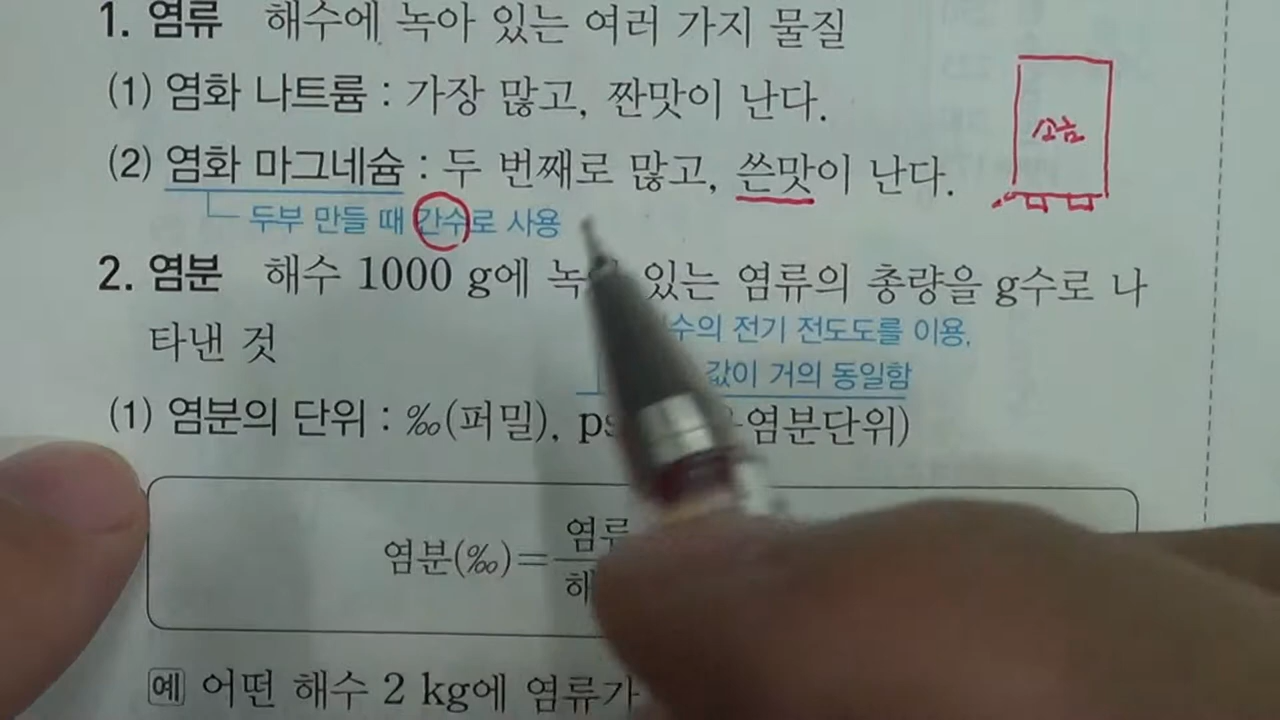 1. 염류 해수에 녹아 있는 여러 가지 물질
(1) 염화 나트륨 : 가장 많고, 짠맛이 난다.
소금
(2) 염화 마그네슘 : 두 번째로 많고, 쓴맛이 난다.
두부 만들 때 간수로 사용
2. 염분 해수 1000 g에 있는 염류의 총량을 g수로 나
수의 전기 전도도를 이용,
타낸 것
값이 거의 동일함
(1) 염분의 단위 : ‰(퍼밀), 염분단위)
염분(‰)=
예 어떤 해수 2 kg에 염류가